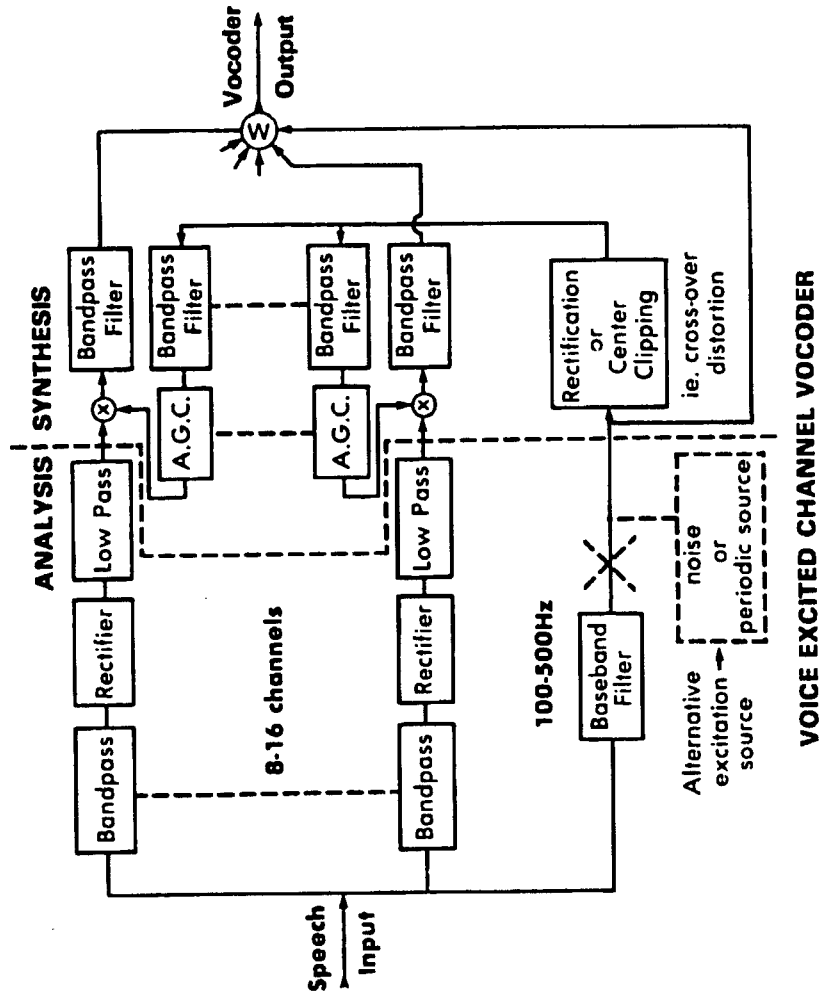 ANALYSIS
SYNTHESIS
Speech
Input
Bandpass
Rectifier
Low Pass
X
Bandpass
Filter
A.G.C.
Bandpass
Filter
8-16 channels
A.G.C.
Bandpass
Filter
Bandpass
Rectifier
Low Pass
X
Bandpass
Filter
W
Vocoder
Output
100-500Hz
Baseband
Filter
Rectification
or
Center
Clipping
ie. cross-over
distortion
Alternative
excitation
source
noise
or
periodic source
VOICE EXCITED CHANNEL VOCODER